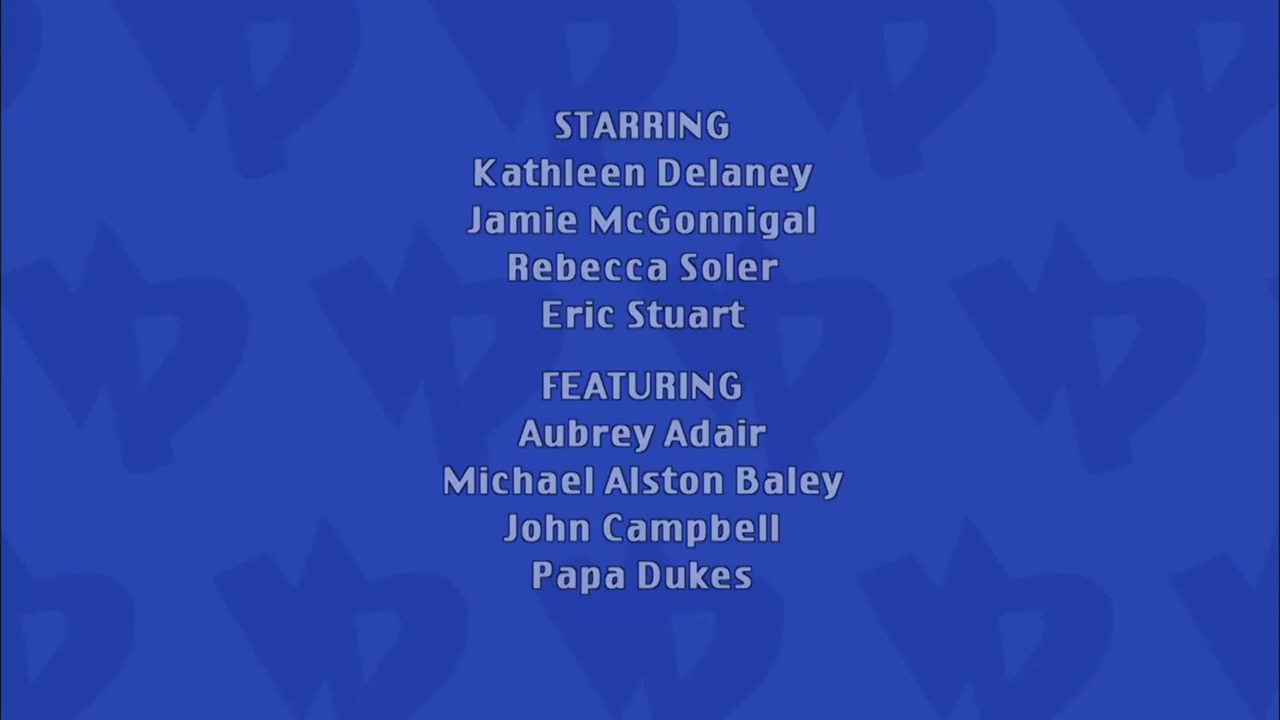 STARRING
Kathleen Delaney
Jamie McGonnigal
Rebecca Soler
Eric Stuart
FEATURING
Aubrey Adair
Michael Alston Baley
John Campbell
Papa Dukes